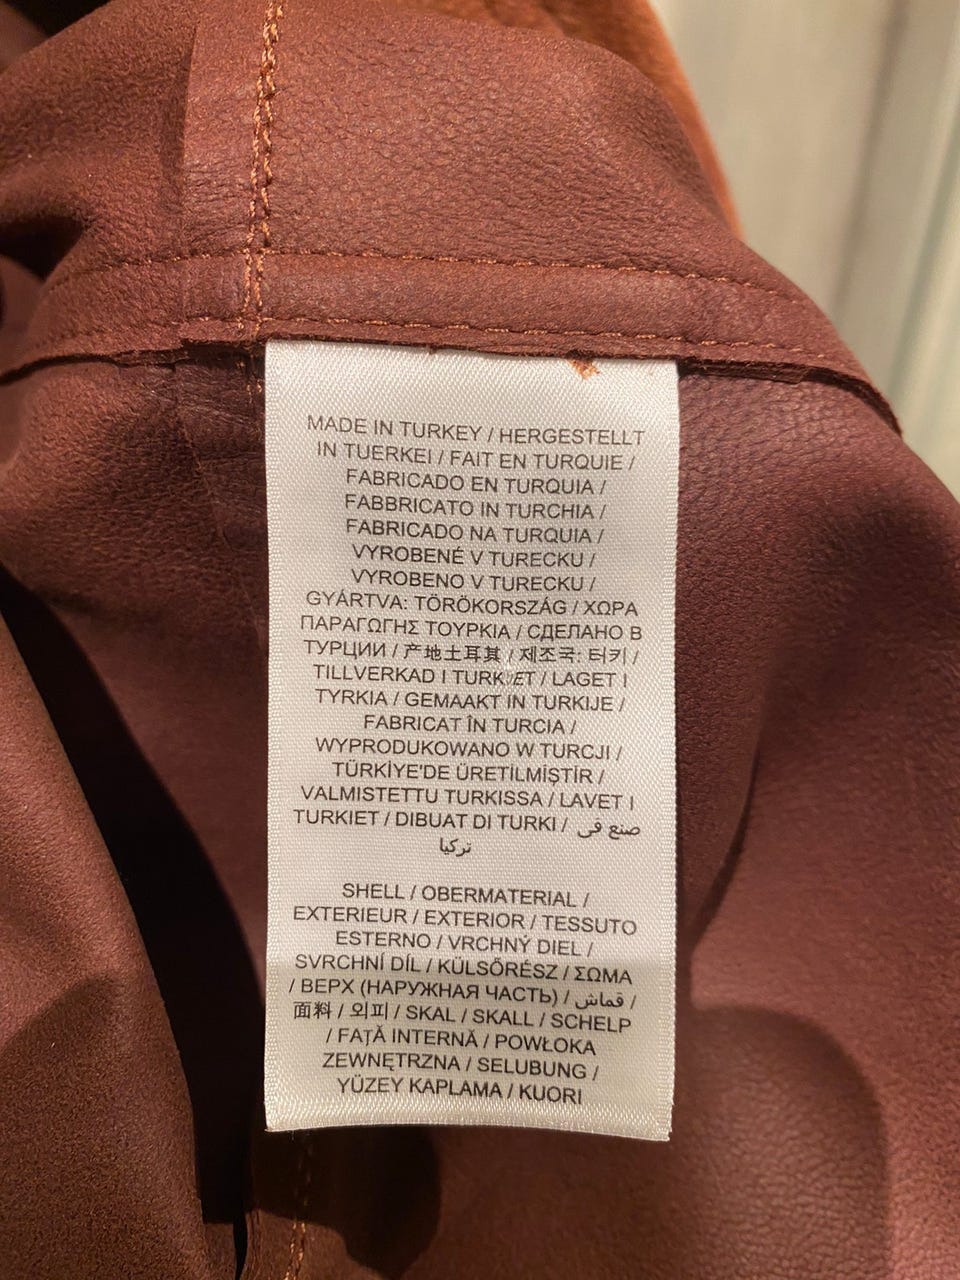 MADE IN TURKEY / HERGESTELLT
IN TUERKEI / FAIT EN TURQUIE /
FABRICADO EN TURQUIA /
FABBRICATO IN TURCHIA /
FABRICADO NA TURQUIA /
VYROBENÉ V TURECKU /
VYROBENO V TURECKU /
GYÁRTVA: TÖRÖKORSZÁG / ΧΩΡΑ
ΠΑΡΑΓΩΓΗΣ ΤΟΥΡΚΙΑ / СДЕЛАНО В
ТУРЦИИ / 产地土耳其 / 제조국: 터키 /
TILLVERKAD I TURKIET / LAGET I
TYRKIA / GEMAAKT IN TURKIJE /
FABRICAT ÎN TURCIA /
WYPRODUKOWANO W TURCJI /
TÜRKİYE'DE ÜRETILMİŞTİR /
VALMISTETTU TURKISSA / LAVET I
TURKIET / DIBUAT DI TURKI / صنع في
تركيا
SHELL / OBERMATERIAL /
EXTERIEUR / EXTERIOR / TESSUTO
ESTERNO / VRCHNÝ DIEL /
SVRCHNÍ DÍL / KÜLSŐRÉSZ / ΣΩΜΑ
/ ВЕРХ (НАРУЖНАЯ ЧАСТЬ) / قماش /
面料 / 외피 / SKAL / SKALL / SCHELP
/ FAȚĂ INTERNĂ / POWŁOKA
ZEWNĘTRZNA / SELUBUNG /
YÜZEY KAPLAMA / KUORI